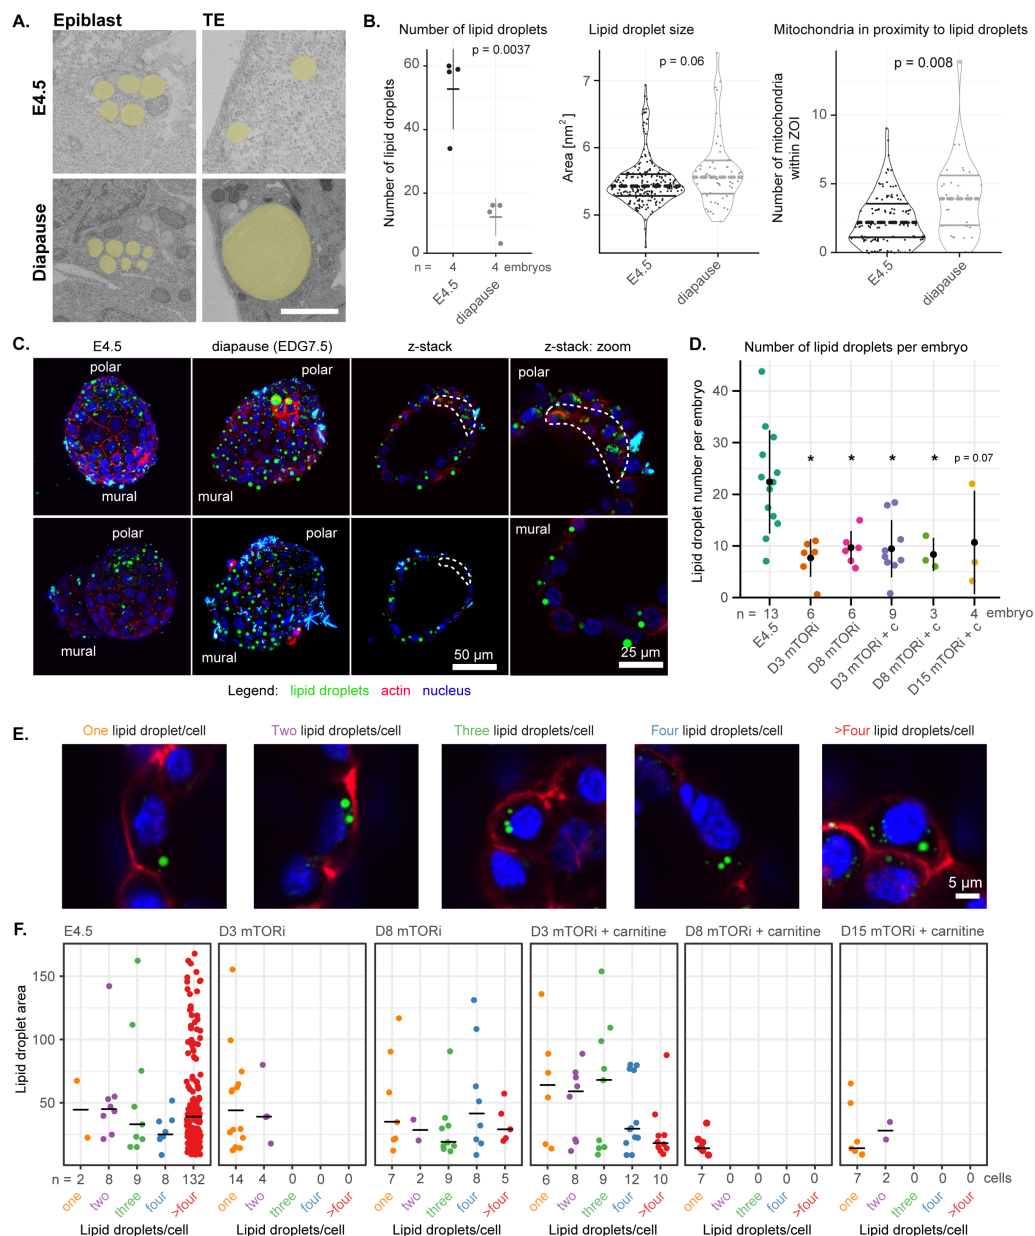 A.
Epiblast
TE
E4.5
Diapause
B.
Number of lipid droplets
p = 0.0037
Number of lipid droplets
60
40
20
0
n = 4 4 embryos
E4.5
diapause
Lipid droplet size
p = 0.06
Area [nm²]
7
6
5
E4.5
diapause
Mitochondria in proximity to lipid droplets
p = 0.008
Number of mitochondria
within ZOI
10
5
0
E4.5
diapause
C.
E4.5
diapause (EDG7.5)
z-stack
z-stack: zoom
polar
mural
polar
mural
polar
polar
mural
polar
mural
mural
50 µm
25 µm
Legend: lipid droplets actin nucleus
D.
Number of lipid droplets per embryo
Lipid droplet number per embryo
40
30
20
10
0
* * * * p = 0.07
n = 13 6 6 9 3 4 embryo
E4.5
D3 mTORi
D8 mTORi
D3 mTORi + c
D8 mTORi + c
D15 mTORi + c
E.
One lipid droplet/cell
Two lipid droplets/cell
Three lipid droplets/cell
Four lipid droplets/cell
>Four lipid droplets/cell
5 µm
F.
E4.5
D3 mTORi
D8 mTORi
D3 mTORi + carnitine
D8 mTORi + carnitine
D15 mTORi + carnitine
Lipid droplet area
150
100
50
n = 2 8 9 8 132
14 4 0 0 0
7 4 9 8 5
6 8 9 12 10
7 0 0 0 0 cells
7 2 0 0 0
one two three four >four
one two three four >four
one two three four >four
one two three four >four
one two three four >four
one two three four >four
Lipid droplets/cell
Lipid droplets/cell
Lipid droplets/cell
Lipid droplets/cell
Lipid droplets/cell
Lipid droplets/cell